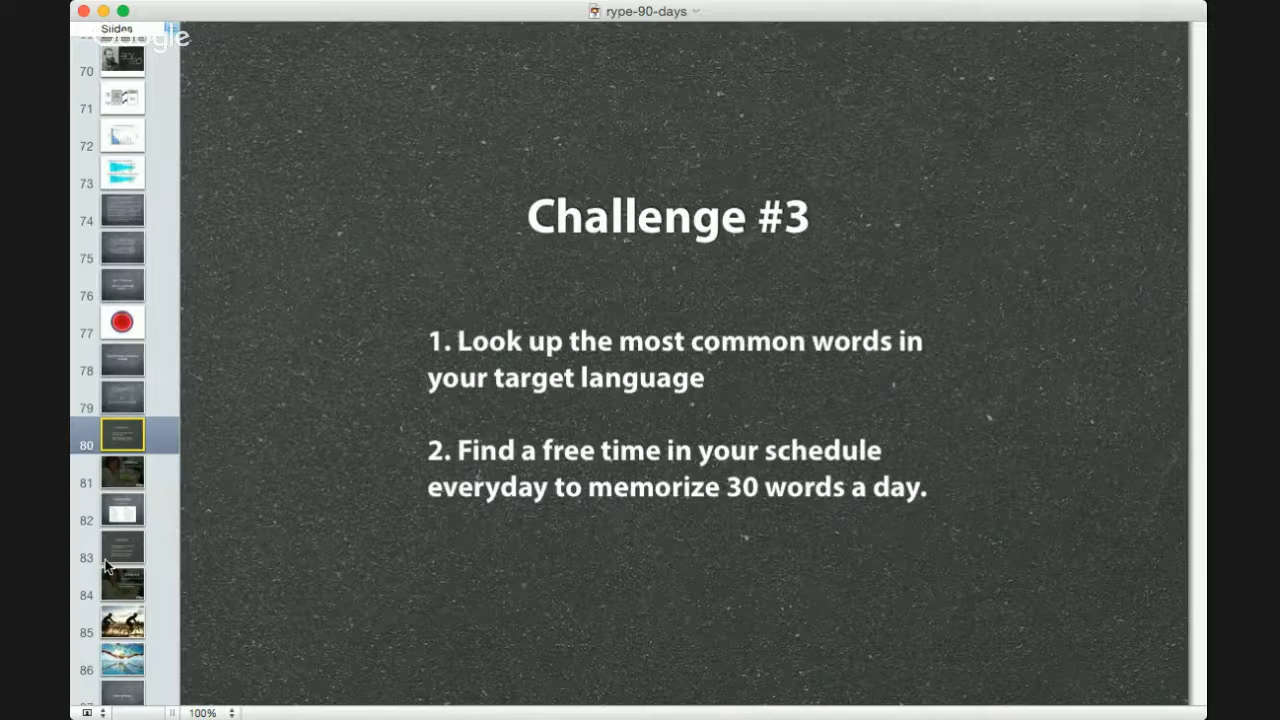 rype-90-days
Slides
Google
70
71
72
73
74
75
76
77
78
79
80
81
82
83
84
85
86
Challenge #3
1. Look up the most common words in
your target language
2. Find a free time in your schedule
everyday to memorize 30 words a day.
100%